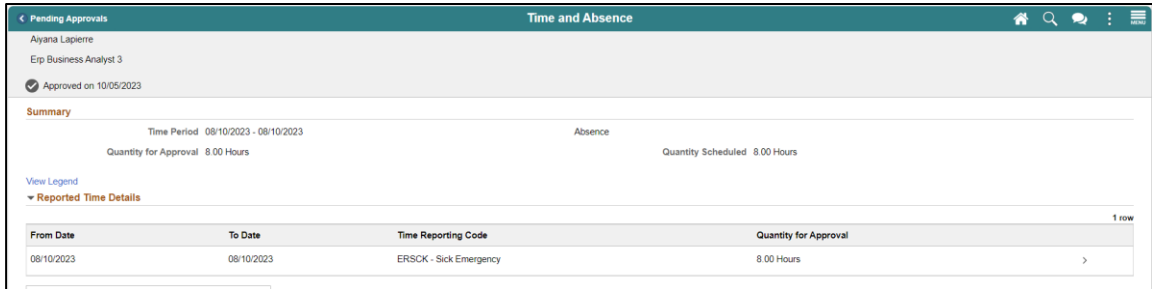 Pending Approvals Time and Absence MENU
Aiyana Lapierre
Erp Business Analyst 3
Approved on 10/05/2023
Summary
Time Period 08/10/2023 - 08/10/2023 Absence
Quantity for Approval 8.00 Hours Quantity Scheduled 8.00 Hours
View Legend
Reported Time Details
1 row
From Date To Date Time Reporting Code Quantity for Approval
08/10/2023 08/10/2023 ERSCK - Sick Emergency 8.00 Hours